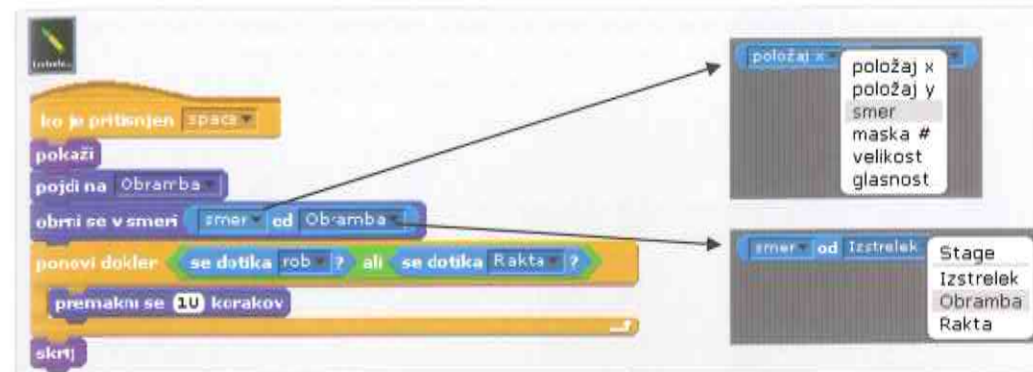 Izstrele...
ko je pritisnjen space
pokaži
pojdi na Obramba
obrni se v smeri smer od Obramba
ponovi dokler se dotika rob ? ali se dotika Rakta ?
premakni se 10 korakov
skrij
položaj x
položaj x
položaj y
smer
maska #
velikost
glasnost
smer od Izstrelek
Stage
Izstrelek
Obramba
Rakta